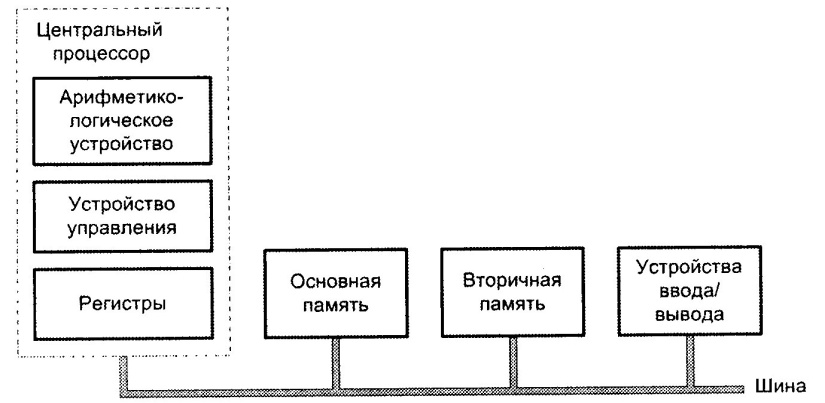 Центральный
процессор
Арифметико-
логическое
устройство
Устройство
управления
Регистры
Основная
память
Вторичная
память
Устройства
ввода/
вывода
Шина